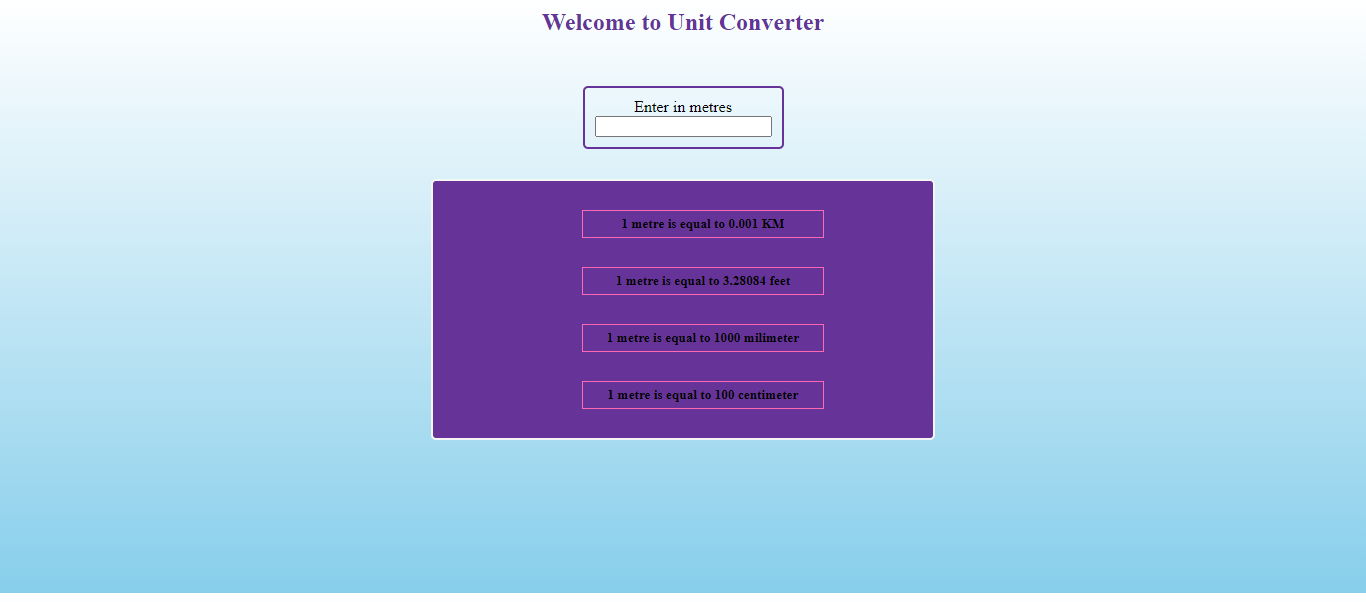 Welcome to Unit Converter
Enter in metres
1 metre is equal to 0.001 KM
1 metre is equal to 3.28084 feet
1 metre is equal to 1000 milimeter
1 metre is equal to 100 centimeter